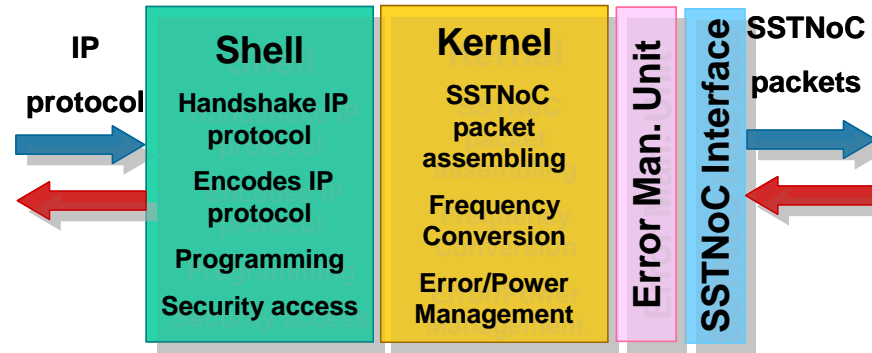 IP
protocol
Shell
Handshake IP
protocol
Encodes IP
protocol
Programming
Security access
Kernel
SSTNoC
packet
assembling
Frequency
Conversion
Error/Power
Management
Error Man. Unit
SSTNoC Interface
SSTNoC
packets